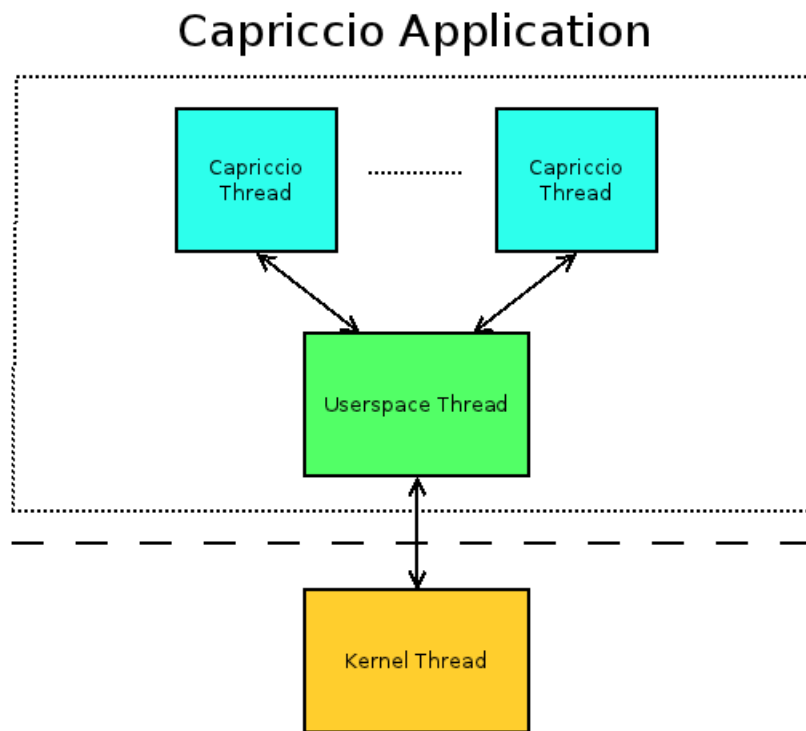 Capriccio Application
Capriccio
Thread
Capriccio
Thread
Userspace Thread
Kernel Thread